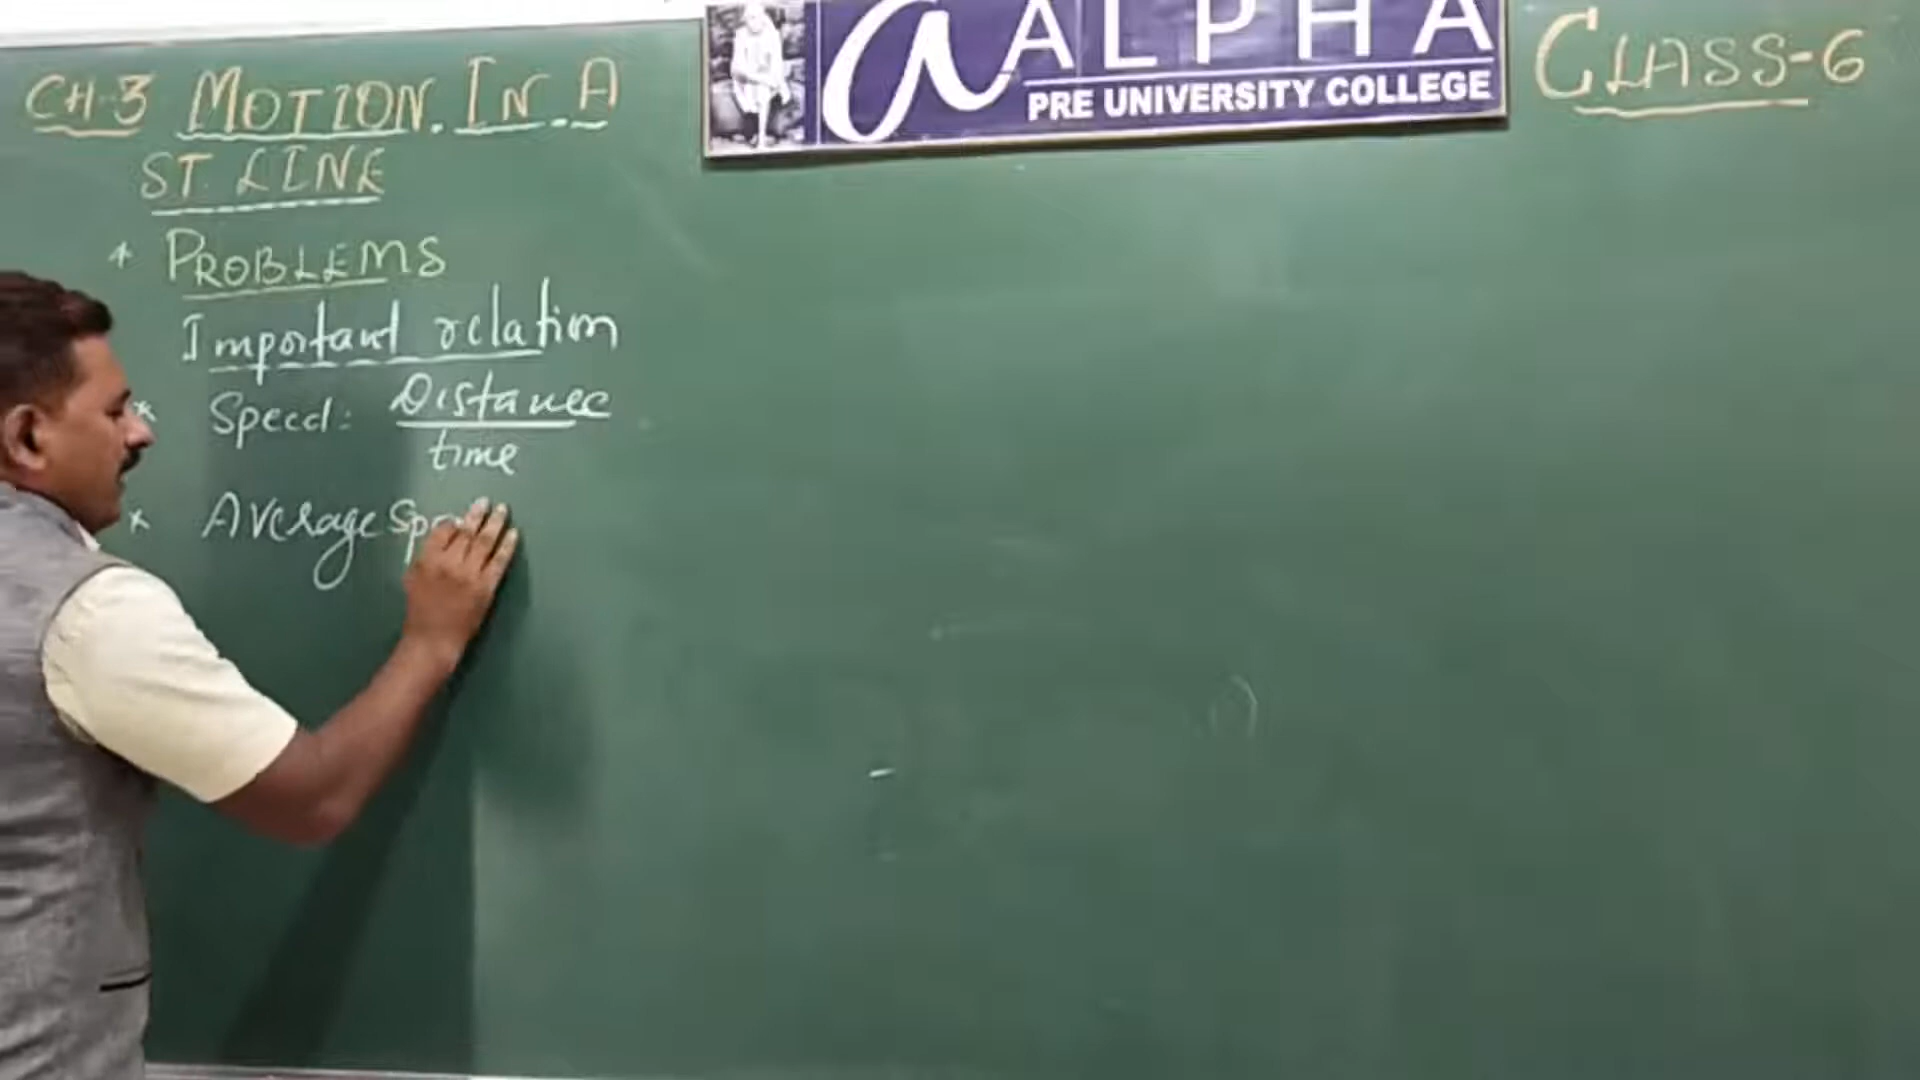 CH-3 MOTION IN A
ST. LINE
* PROBLEMS
Important relation
* Speed: Distance
time
* Average
a ALPHA
PRE UNIVERSITY COLLEGE
CLASS-6